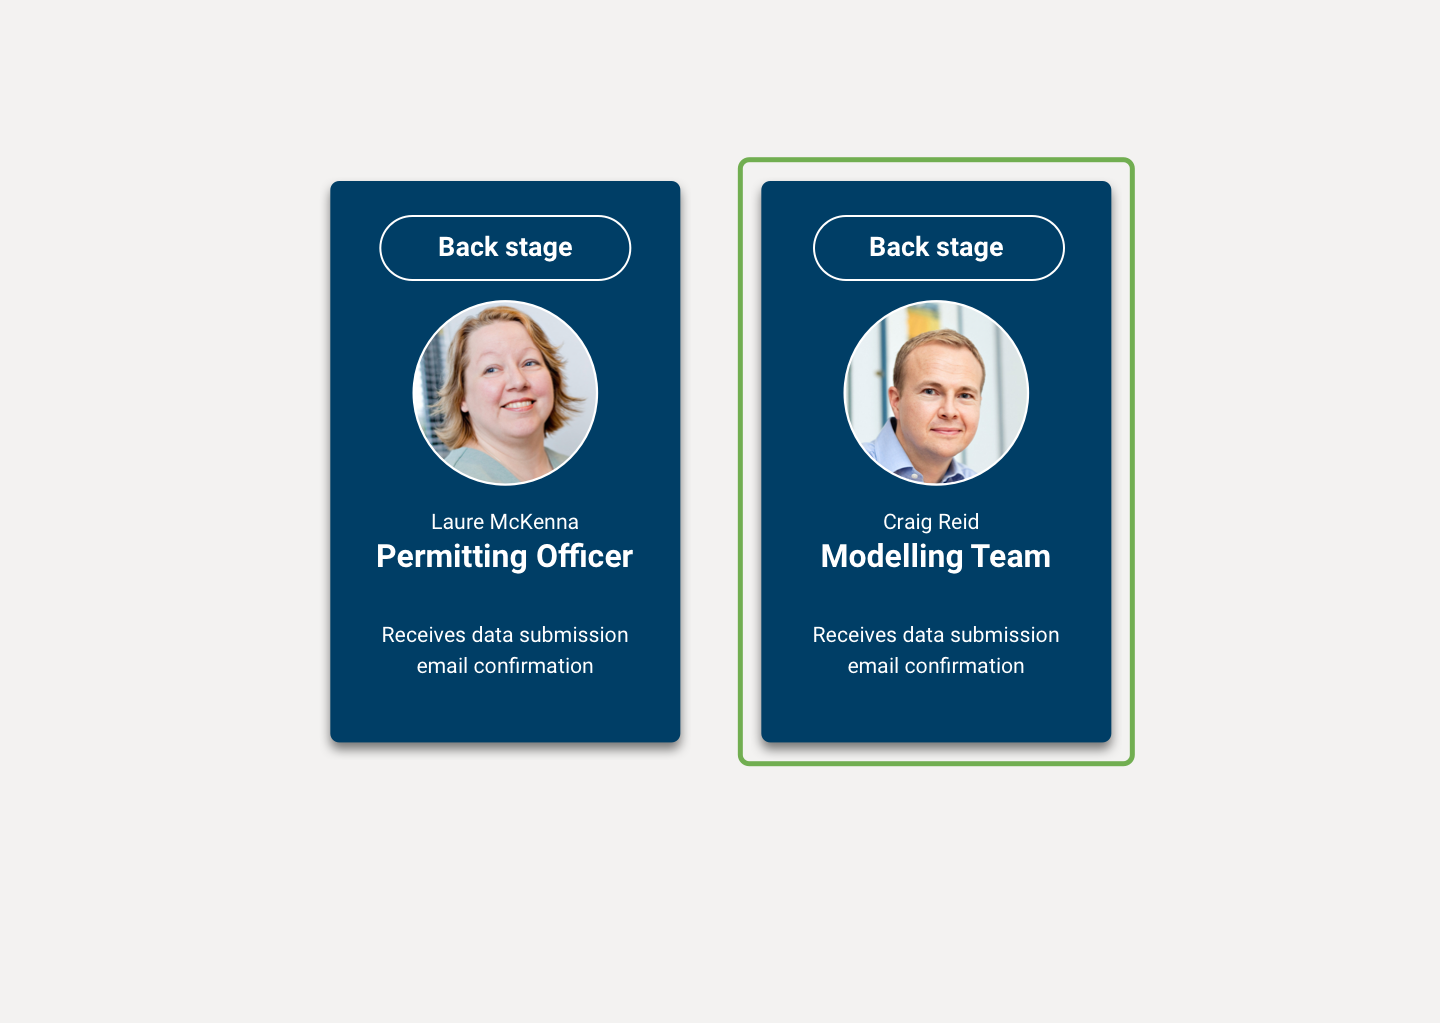 Back stage
Laure McKenna
Permitting Officer
Receives data submission
email confirmation
Back stage
Craig Reid
Modelling Team
Receives data submission
email confirmation